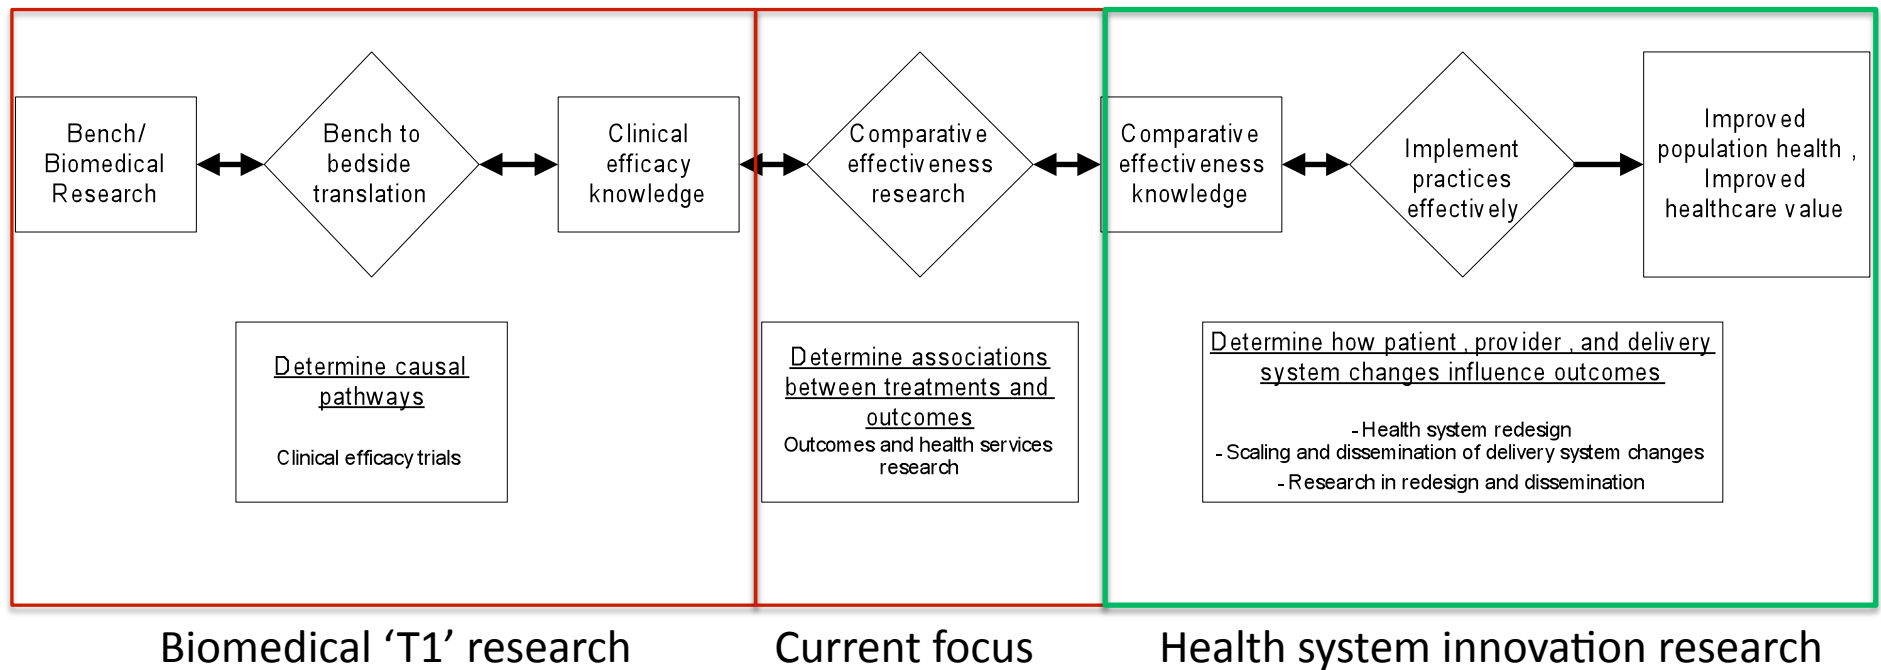 Bench/
Biomedical
Research
Bench to
bedside
translation
Clinical
efficacy
knowledge
Comparative
effectiveness
research
Comparative
effectiveness
knowledge
Implement
practices
effectively
Improved
population health ,
Improved
healthcare value
Determine causal
pathways
Clinical efficacy trials
Determine associations
between treatments and
outcomes
Outcomes and health services
research
Determine how patient , provider , and delivery
system changes influence outcomes
- Health system redesign
- Scaling and dissemination of delivery system changes
- Research in redesign and dissemination
Biomedical ‘T1’ research
Current focus
Health system innovation research